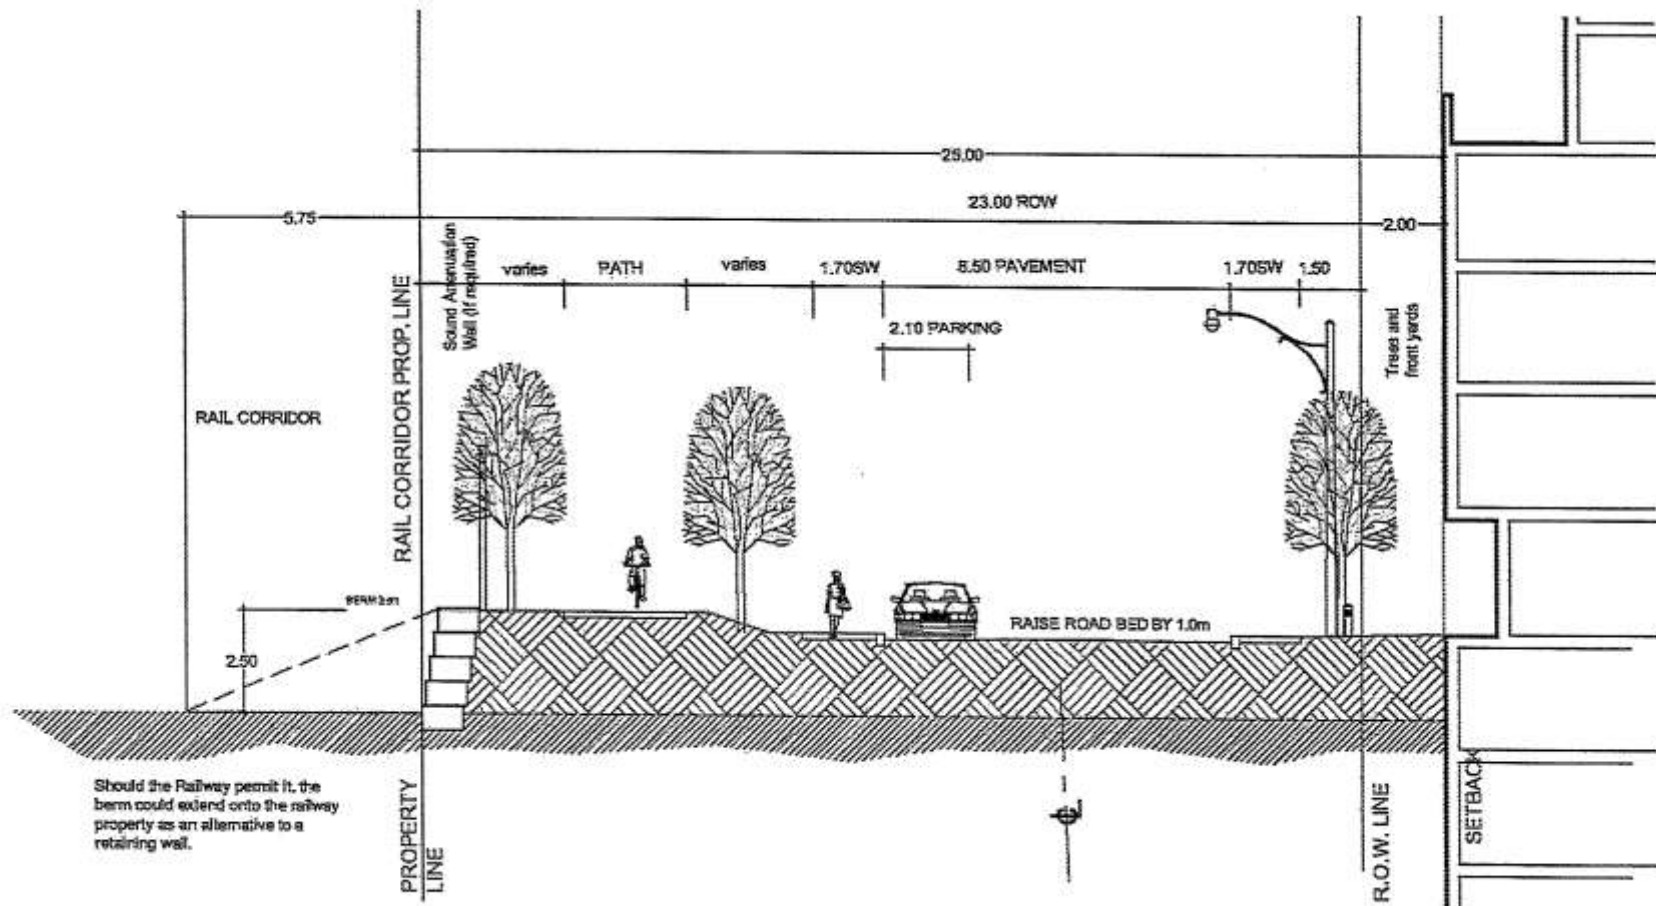 25.00
23.00 ROW
5.75
2.00
Sound Attenuation
Wall (if required)
varies
PATH
varies
1.70SW
8.50 PAVEMENT
1.70SW
1.50
2.10 PARKING
Trees and
front yards
RAIL CORRIDOR
RAIL CORRIDOR PROP. LINE
2.50
RAISE ROAD BED BY 1.0m
Should the Railway permit it, the
berm could extend onto the railway
property as an alternative to a
retaining wall.
PROPERTY
LINE
R.O.W. LINE
SETBACK